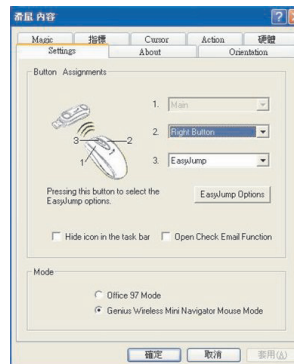 滑鼠 內容
Magic 指標 Cursor Action 硬體
Settings About Orientation
Button Assignments
1. Main
2. Right Button
3. EasyJump
3 2
1
Pressing this button to select the
EasyJump options.
EasyJump Options
Hide icon in the task bar Open Check Email Function
Mode
Office 97 Mode
Genius Wireless Mini Navigator Mouse Mode
確定 取消 套用(A)